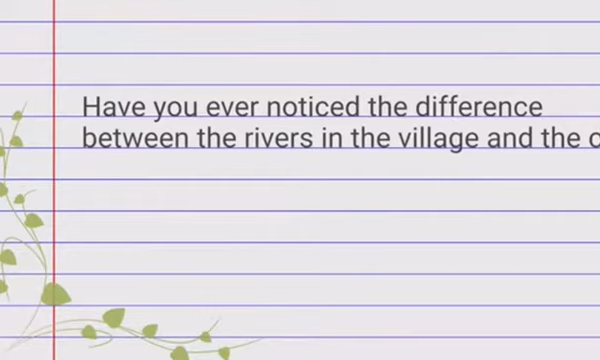 Have you ever noticed the difference
between the rivers in the village and the